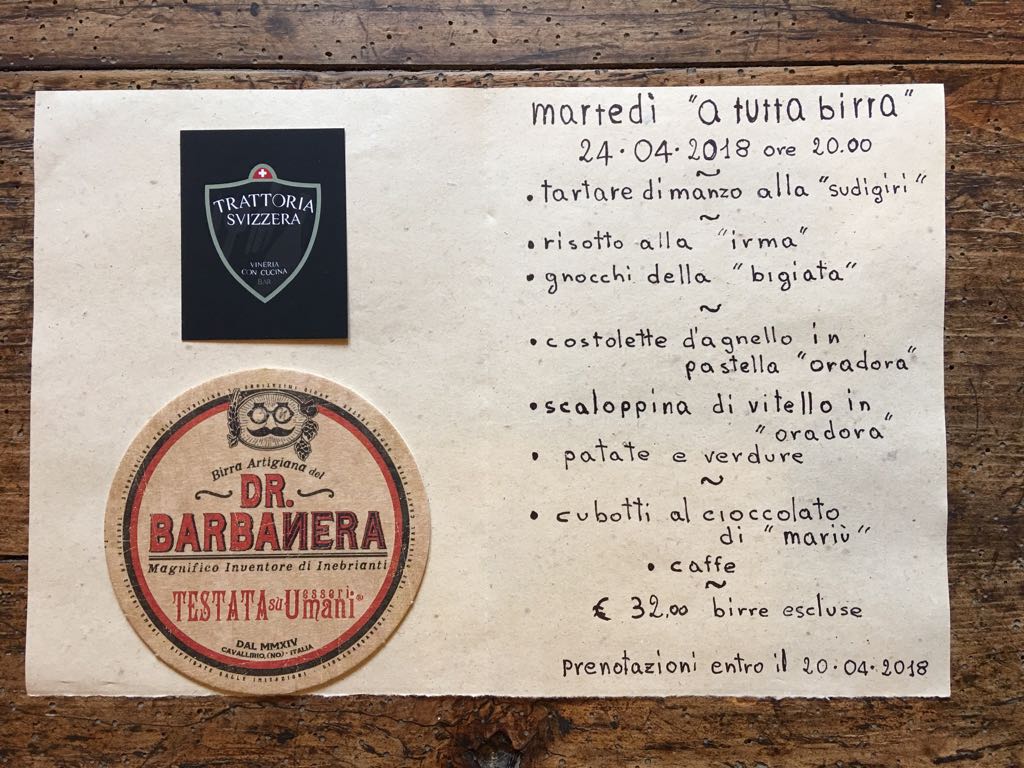 TRATTORIA
SVIZZERA
VINERIA
CON CUCINA
BAR
Birra Artigiana del
DR.
BARBANERA
Magnifico Inventore di Inebrianti
TESTATA su Esseri Umani®
DAL MMXIV
CAVALLIRIO, (NO) - ITALIA
martedì "a tutta birra"
24.04.2018 ore 20.00
~
• tartare di manzo alla "sudigiri"
~
• risotto alla "irma"
• gnocchi della "bigiata"
~
• costolette d'agnello in
pastella "oradora"
• scaloppina di vitello in
"oradora"
• patate e verdure
~
• cubotti al cioccolato
di "mariù"
• caffe
~
€ 32,00 birre escluse
Prenotazioni entro il 20.04.2018